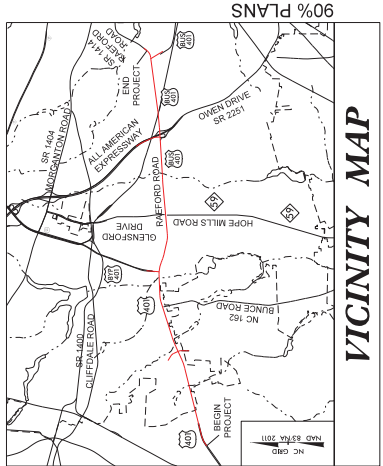 90% PLANS
VICINITY MAP
SR 1414
RAEFORD
ROAD
END
PROJECT
BUS
401
BUS
401
BUS
401
SR 1404
MORGANTON ROAD
ALL AMERICAN
EXPRESSWAY
OWEN DRIVE
SR 2251
RAEFORD ROAD
GLENSFORD
DRIVE
HOPE MILLS ROAD
59
59
BYP
401
401
NC 162
BUNCE ROAD
SR 1400
CLIFFDALE ROAD
BEGIN
PROJECT
401
NC GRID
NAD 83/NA 2011